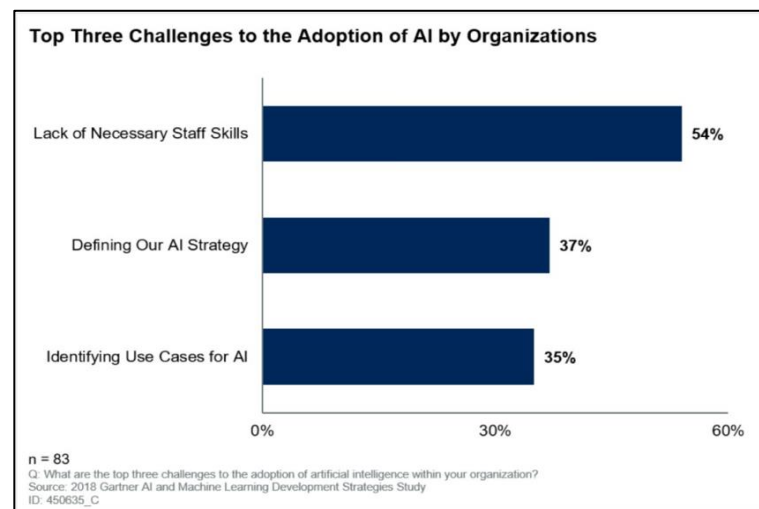 Top Three Challenges to the Adoption of AI by Organizations
Lack of Necessary Staff Skills
54%
Defining Our AI Strategy
37%
Identifying Use Cases for AI
35%
0%
30%
60%
n = 83
Q: What are the top three challenges to the adoption of artificial intelligence within your organization?
Source: 2018 Gartner AI and Machine Learning Development Strategies Study
ID: 450635_C